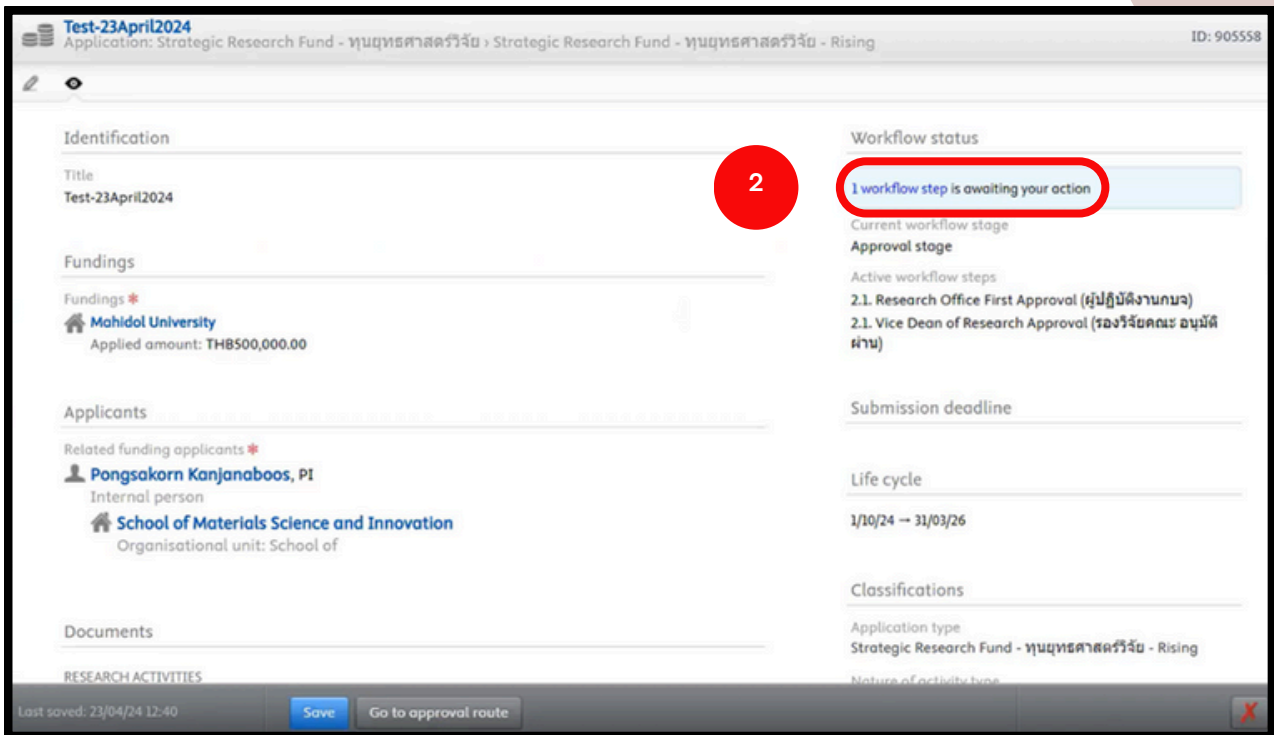 Test-23April2024
Application: Strategic Research Fund - ทุนยุทธศาสตร์วิจัย › Strategic Research Fund - ทุนยุทธศาสตร์วิจัย - Rising
ID: 905558
Identification
Title
Test-23April2024
Fundings
Fundings *
Mahidol University
Applied amount: THB500,000.00
Applicants
Related funding applicants *
Pongsakorn Kanjanaboos, PI
Internal person
School of Materials Science and Innovation
Organisational unit: School of
Documents
RESEARCH ACTIVITIES
2
Workflow status
1 workflow step is awaiting your action
Current workflow stage
Approval stage
Active workflow steps
2.1. Research Office First Approval (ผู้ปฏิบัติงานกบจ)
2.1. Vice Dean of Research Approval (รองวิจัยคณะ อนุมัติ
ผ่าน)
Submission deadline
Life cycle
1/10/24 → 31/03/26
Classifications
Application type
Strategic Research Fund - ทุนยุทธศาสตร์วิจัย - Rising
Nature of activity type
Last saved: 23/04/24 12:40
Save
Go to approval route